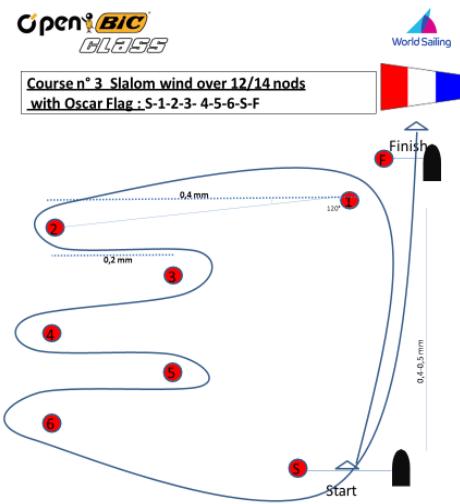 Open BIC
CLASS
World Sailing
Course n° 3 Slalom wind over 12/14 nods
with Oscar Flag : S-1-2-3- 4-5-6-S-F
Finish
F
0,4 mm
1
120°
2
0,2 mm
3
4
5
0,4-0,5 mm
6
S
Start